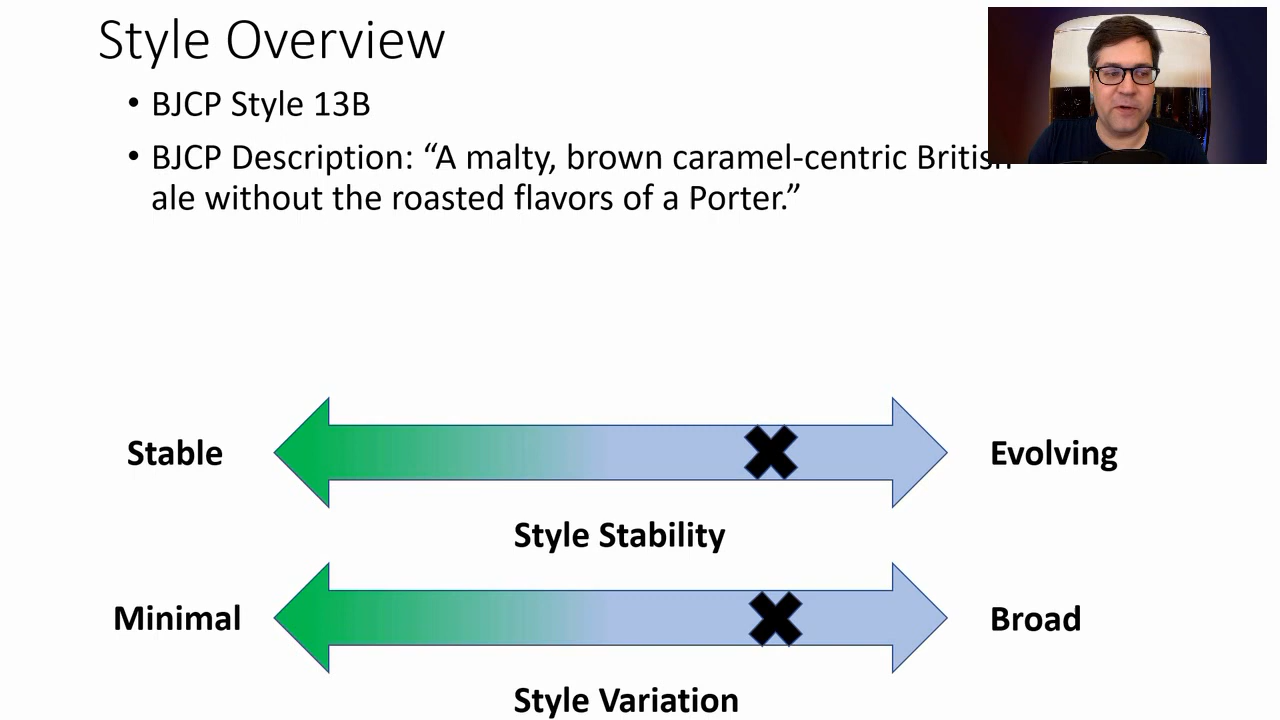 Style Overview
• BJCP Style 13B
• BJCP Description: “A malty, brown caramel-centric British
ale without the roasted flavors of a Porter.”
Stable
Evolving
Style Stability
Minimal
Broad
Style Variation